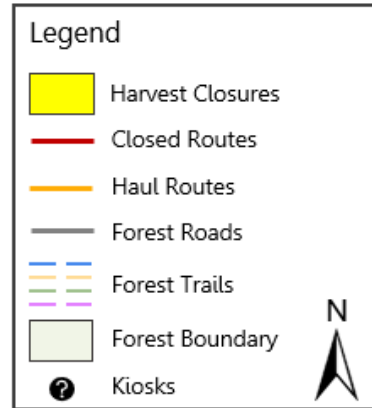 Legend
Harvest Closures
Closed Routes
Haul Routes
Forest Roads
Forest Trails
Forest Boundary
? Kiosks
N